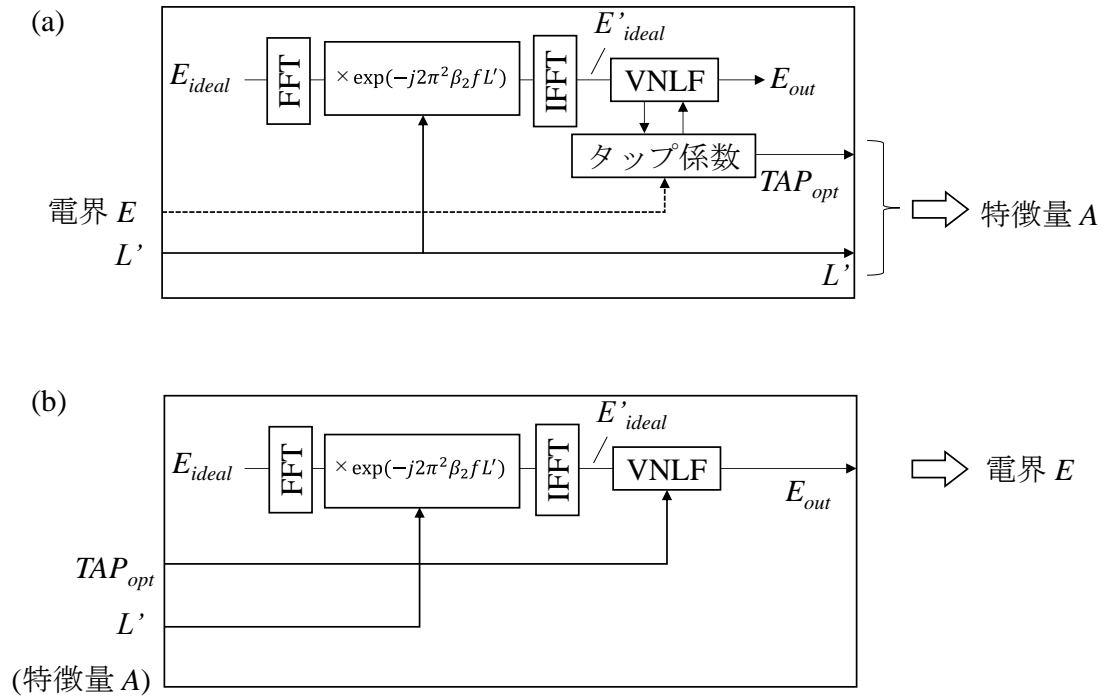 (a)
E'ideal
Eideal
FFT
× exp(−j2π²β₂fL′)
IFFT
VNLF
Eout
タップ係数
TAPopt
電界 E
特徴量 A
L'
L'
(b)
E'ideal
Eideal
FFT
× exp(−j2π²β₂fL′)
IFFT
VNLF
Eout
電界 E
TAPopt
L'
(特徴量 A)